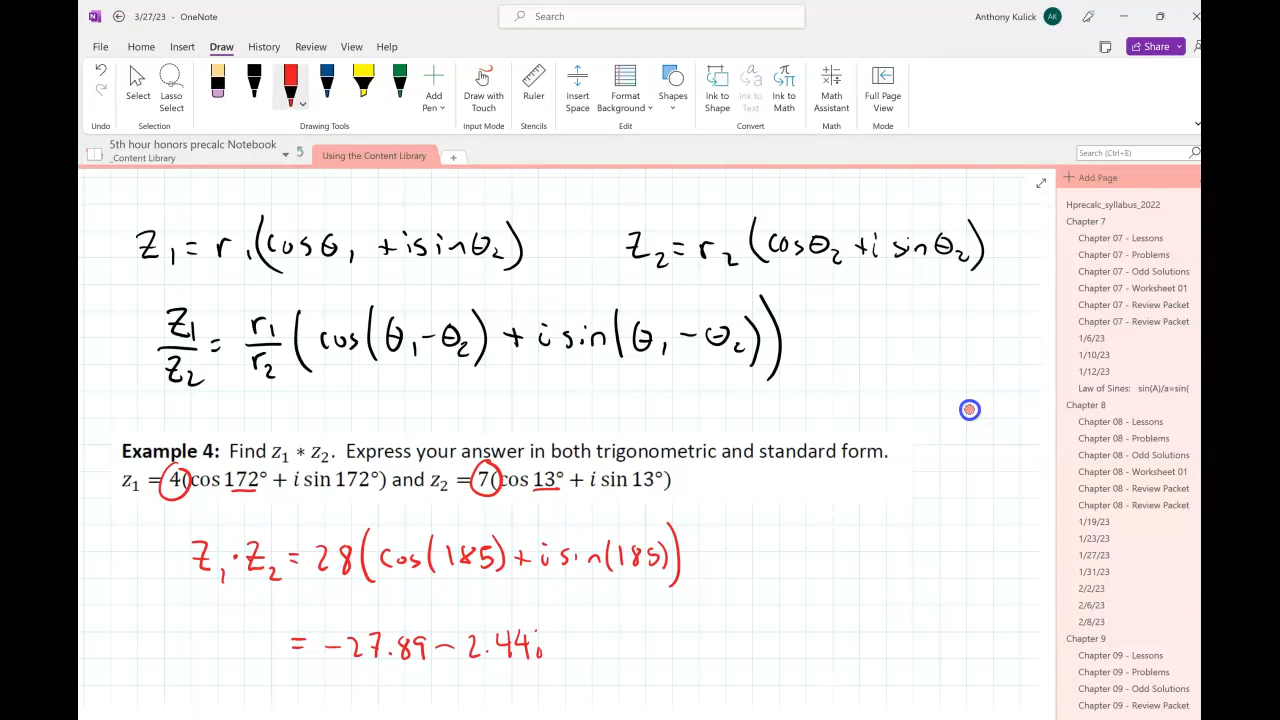 3/27/23 - OneNote
Search
Anthony Kulick AK
File Home Insert Draw History Review View Help Share
Undo Select Lasso Select Add Pen Draw with Touch Ruler Insert Space Format Background Shapes Ink to Shape Ink to Text Ink to Math Math Assistant Full Page View
Undo Selection Drawing Tools Input Mode Stencils Edit Convert Math Mode
5th hour honors precalc Notebook
_Content Library
Using the Content Library
+
Search (Ctrl+E)
z₁ = r₁(cosθ₁ + i sinθ₂) z₂ = r₂(cosθ₂ + i sinθ₂)
z₁/z₂ = r₁/r₂ (cos(θ₁ - θ₂) + i sin(θ₁ - θ₂))
Example 4: Find z₁ ∗ z₂. Express your answer in both trigonometric and standard form.
z₁ = 4(cos 172° + i sin 172°) and z₂ = 7(cos 13° + i sin 13°)
z₁ · z₂ = 28(cos(185) + i sin(185))
= -27.89 - 2.44i
Add Page
Hprecalc_syllabus_2022
Chapter 7
Chapter 07 - Lessons
Chapter 07 - Problems
Chapter 07 - Odd Solutions
Chapter 07 - Worksheet 01
Chapter 07 - Review Packet
Chapter 07 - Review Packet
1/6/23
1/10/23
1/12/23
Law of Sines: sin(A)/a=sin(
Chapter 8
Chapter 08 - Lessons
Chapter 08 - Problems
Chapter 08 - Odd Solutions
Chapter 08 - Worksheet 01
Chapter 08 - Review Packet
Chapter 08 - Review Packet
1/19/23
1/23/23
1/27/23
1/31/23
2/2/23
2/6/23
2/8/23
Chapter 9
Chapter 09 - Lessons
Chapter 09 - Problems
Chapter 09 - Odd Solutions
Chapter 09 - Review Packet